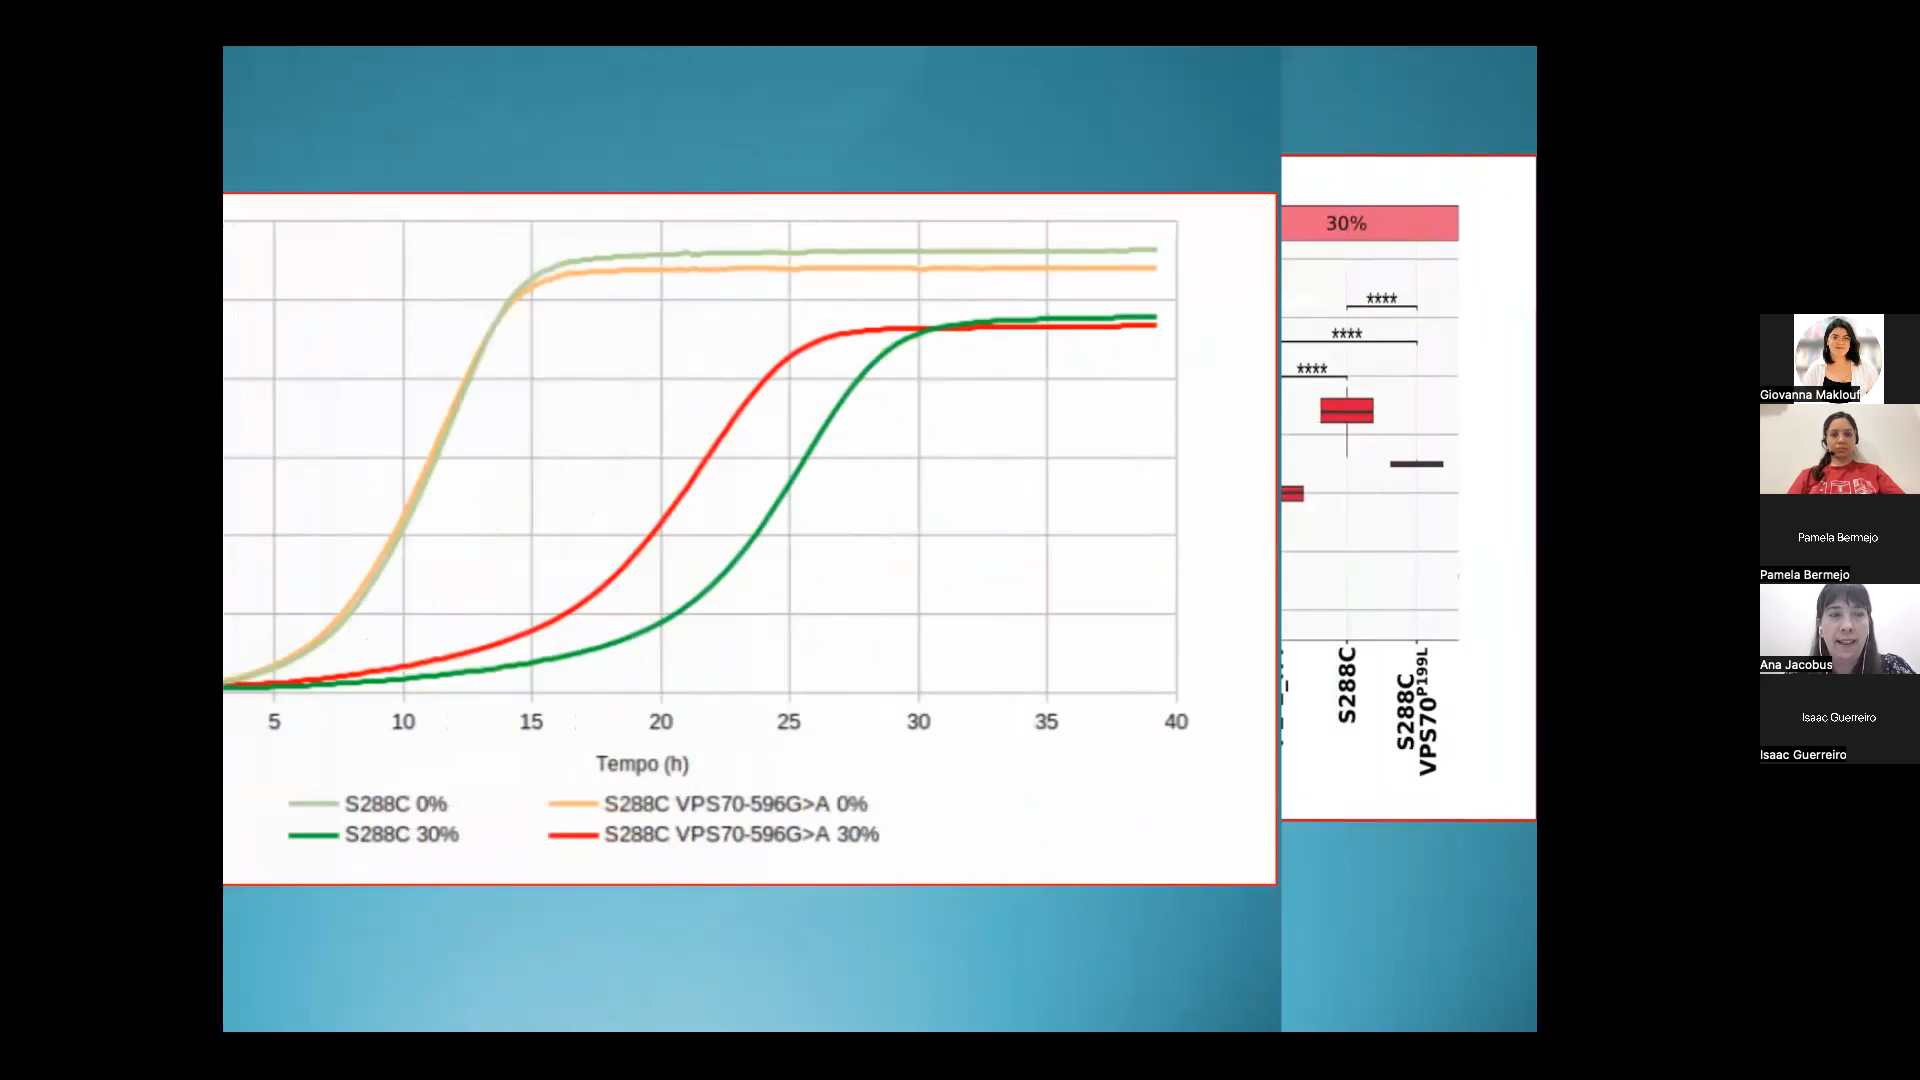 5 10 15 20 25 30 35 40
Tempo (h)
S288C 0% S288C VPS70-596G>A 0%
S288C 30% S288C VPS70-596G>A 30%
30%
****
****
****
S288C
S288C
VPS70P199L
Giovanna Maklouf
Pamela Bermejo
Pamela Bermejo
Ana Jacobus
Isaac Guerreiro
Isaac Guerreiro